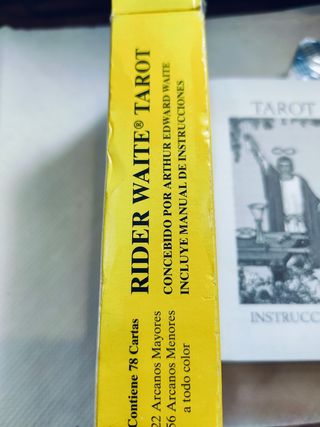 RIDER WAITE® TAROT
CONCEBIDO POR ARTHUR EDWARD WAITE
INCLUYE MANUAL DE INSTRUCCIONES
Contiene 78 Cartas
22 Arcanos Mayores
56 Arcanos Menores
a todo color
TAROT
INSTRUCC